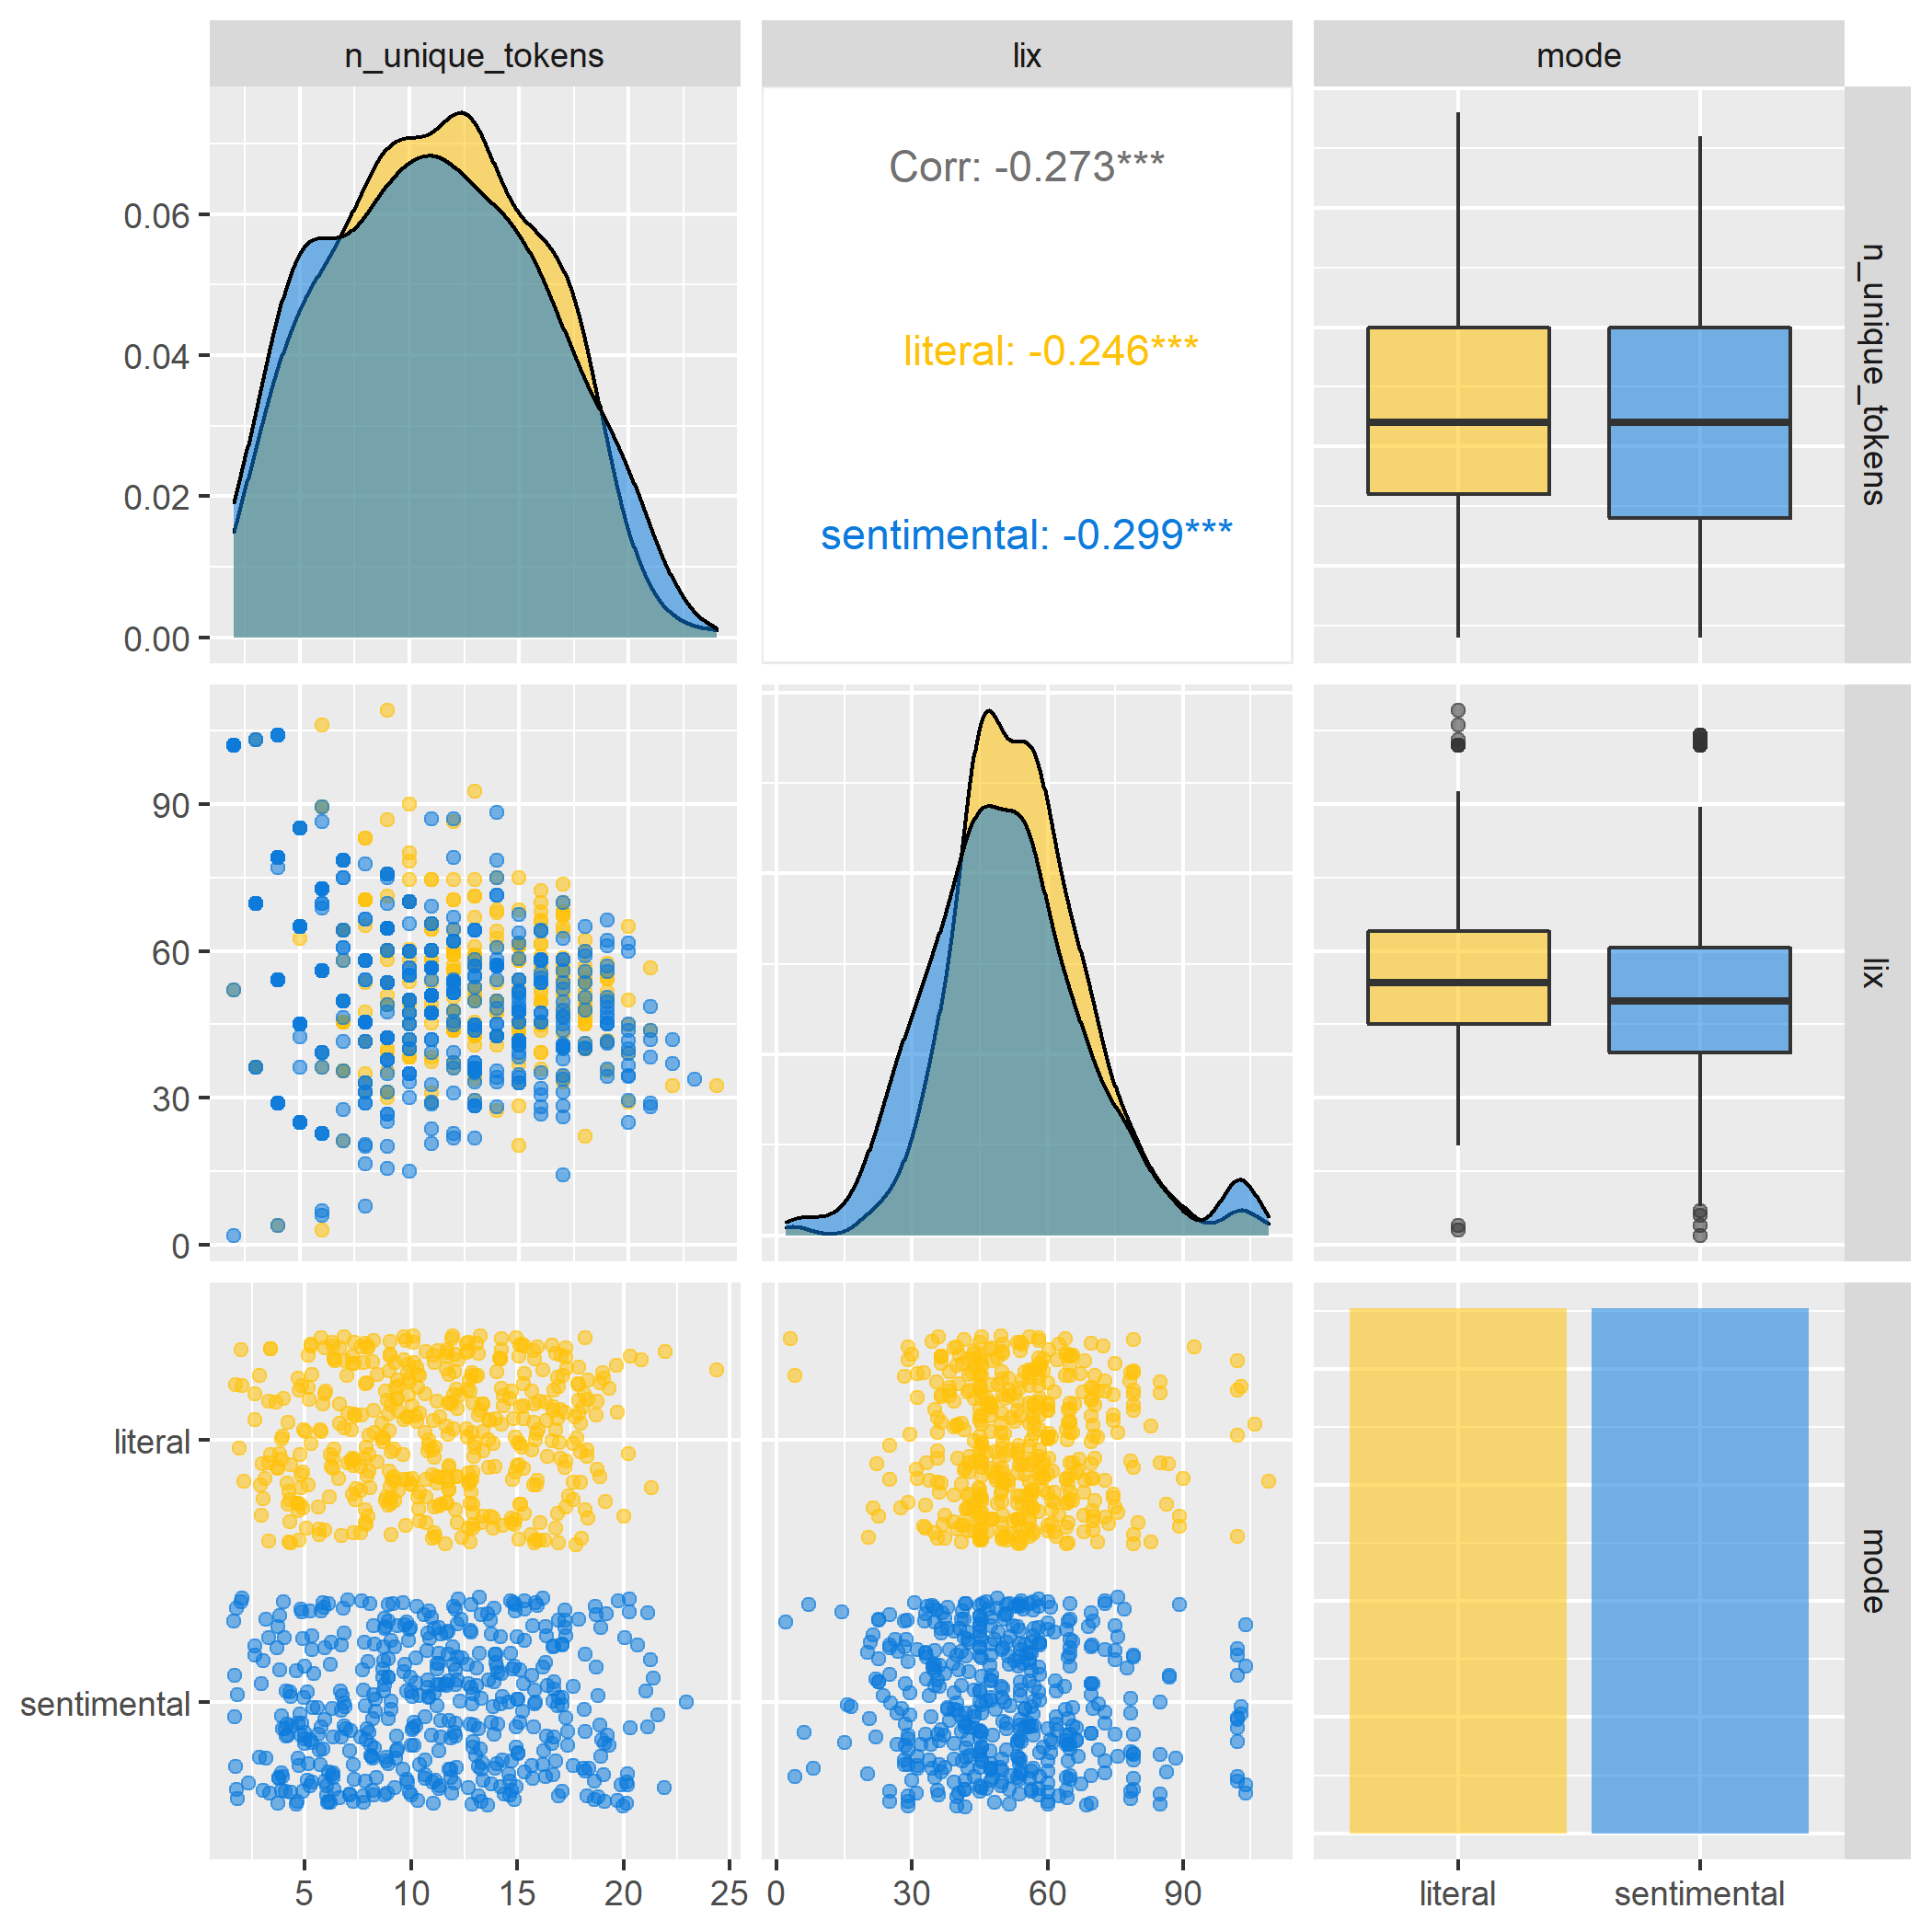 n_unique_tokens
lix
mode
0.06
0.04
0.02
0.00
Corr: -0.273***
literal: -0.246***
sentimental: -0.299***
n_unique_tokens
90
60
30
0
lix
literal
sentimental
mode
5 10 15 20 25
0 30 60 90
literal sentimental